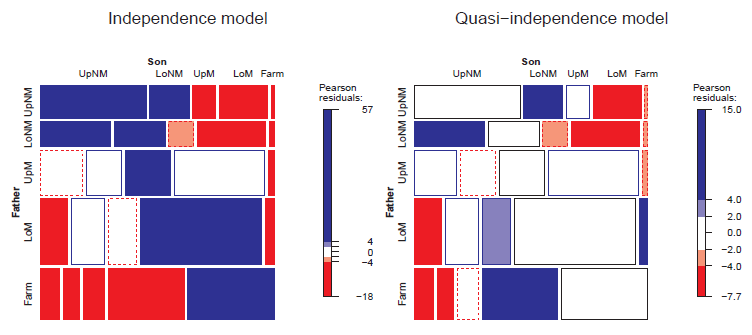 Independence model
Quasi−independence model
Son
UpNM LoNM UpM LoM Farm
Father
UpNM
LoNM
UpM
LoM
Farm
Pearson
residuals:
57
4
0
−4
−18
Son
UpNM LoNM UpM LoM Farm
Father
UpNM
LoNM
UpM
LoM
Farm
Pearson
residuals:
15.0
4.0
2.0
0.0
−2.0
−4.0
−7.7